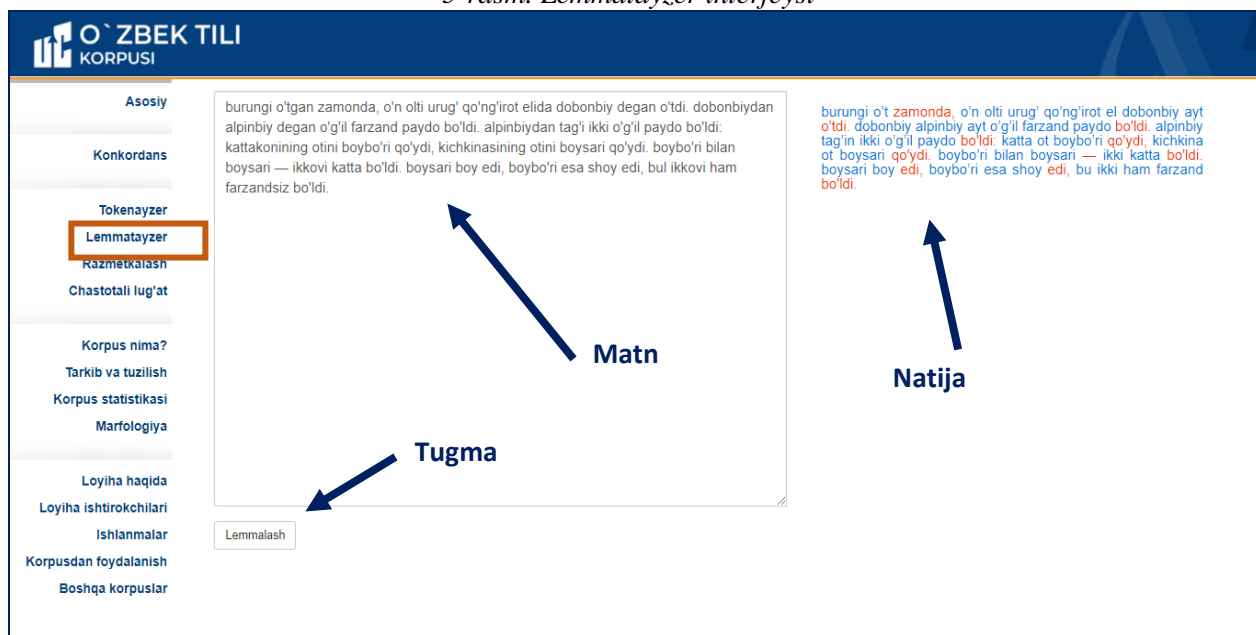 O`ZBEK TILI
KORPUSI
Asosiy
Konkordans
Tokenayzer
Lemmatayzer
Razmetkalash
Chastotali lug'at
Korpus nima?
Tarkib va tuzilish
Korpus statistikasi
Marfologiya
Loyiha haqida
Loyiha ishtirokchilari
Ishlanmalar
Korpusdan foydalanish
Boshqa korpuslar
burungi o'tgan zamonda, o'n olti urug' qo'ng'irot elida dobonbiy degan o'tdi. dobonbiydan
alpinbiy degan o'g'il farzand paydo bo'ldi. alpinbiydan tag'i ikki o'g'il paydo bo'ldi:
kattakonining otini boybo'ri qo'ydi, kichkinasining otini boysari qo'ydi. boybo'ri bilan
boysari — ikkovi katta bo'ldi. boysari boy edi, boybo'ri esa shoy edi, bul ikkovi ham
farzandsiz bo'ldi.
Matn
Tugma
Lemmalash
burungi o't zamonda, o'n olti urug' qo'ng'irot el dobonbiy ayt
o'tdi. dobonbiy alpinbiy ayt o'g'il farzand paydo bo'ldi. alpinbiy
tag'in ikki o'g'il paydo bo'ldi: katta ot boybo'ri qo'ydi, kichkina
ot boysari qo'ydi. boybo'ri bilan boysari — ikki katta bo'ldi.
boysari boy edi, boybo'ri esa shoy edi, bu ikki ham farzand
bo'ldi.
Natija